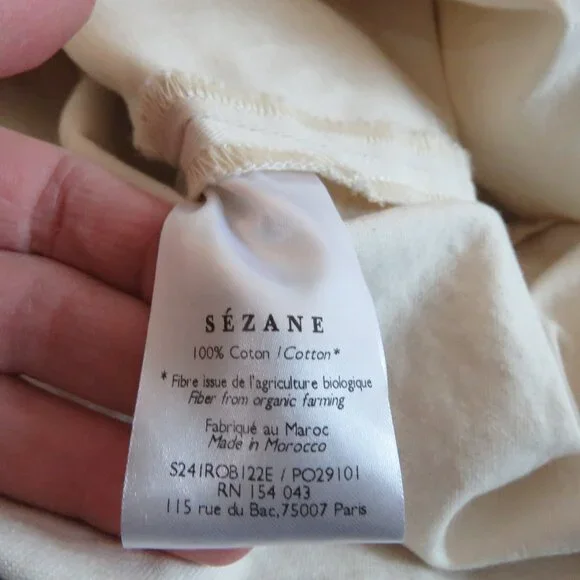 SÉZANE
100% Coton / Cotton*
* Fibre issue de l'agriculture biologique
Fiber from organic farming
Fabriqué au Maroc
Made in Morocco
S241ROB122E / PO29101
RN 154 043
115 rue du Bac, 75007 Paris